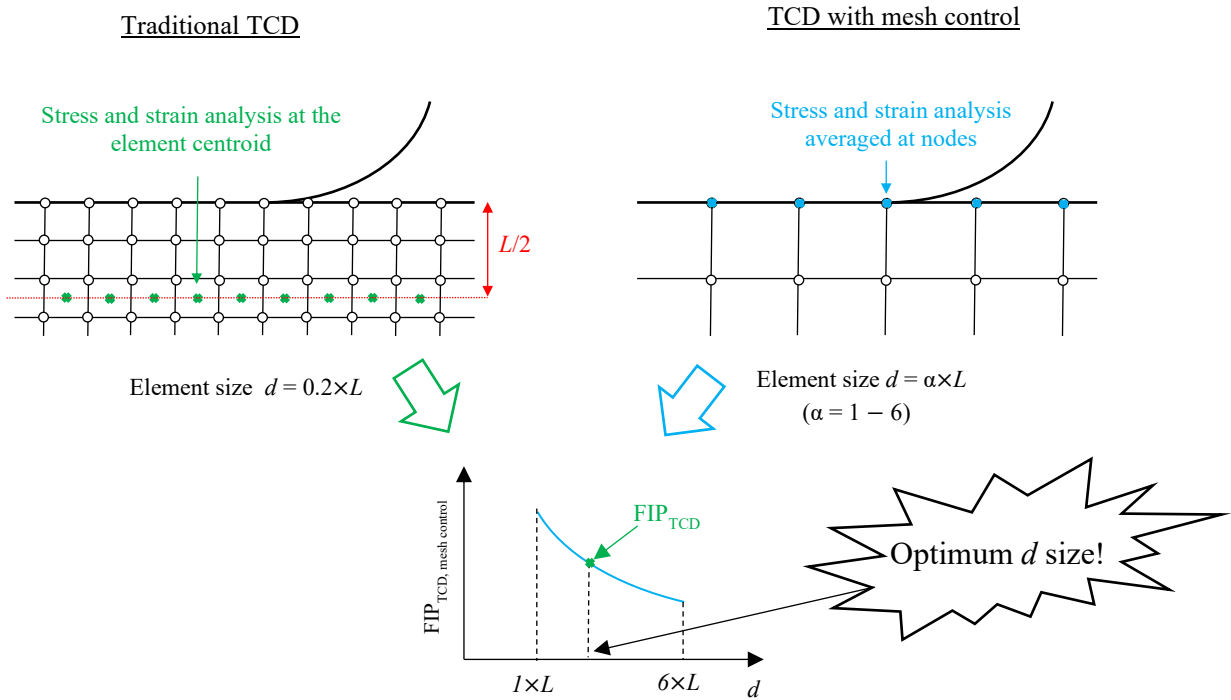 Traditional TCD
TCD with mesh control
Stress and strain analysis at the
element centroid
Stress and strain analysis
averaged at nodes
L/2
Element size d = 0.2×L
Element size d = α×L
(α = 1 − 6)
FIP_TCD, mesh control
FIP_TCD
Optimum d size!
1×L
6×L
d